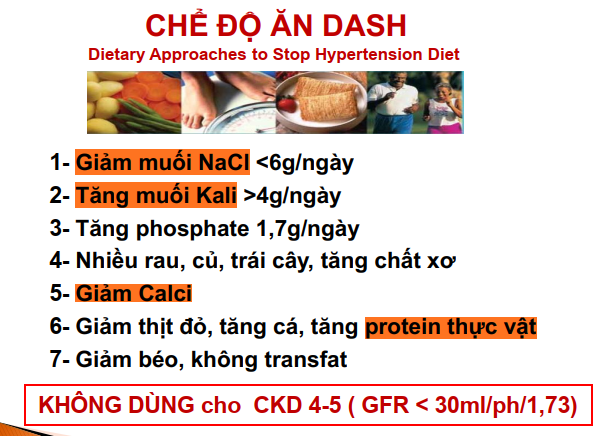 CHỂ ĐỘ ĂN DASH
Dietary Approaches to Stop Hypertension Diet
1- Giảm muối NaCl <6g/ngày
2- Tăng muối Kali >4g/ngày
3- Tăng phosphate 1,7g/ngày
4- Nhiều rau, củ, trái cây, tăng chất xơ
5- Giảm Calci
6- Giảm thịt đỏ, tăng cá, tăng protein thực vật
7- Giảm béo, không transfat
KHÔNG DÙNG cho CKD 4-5 ( GFR < 30ml/ph/1,73)